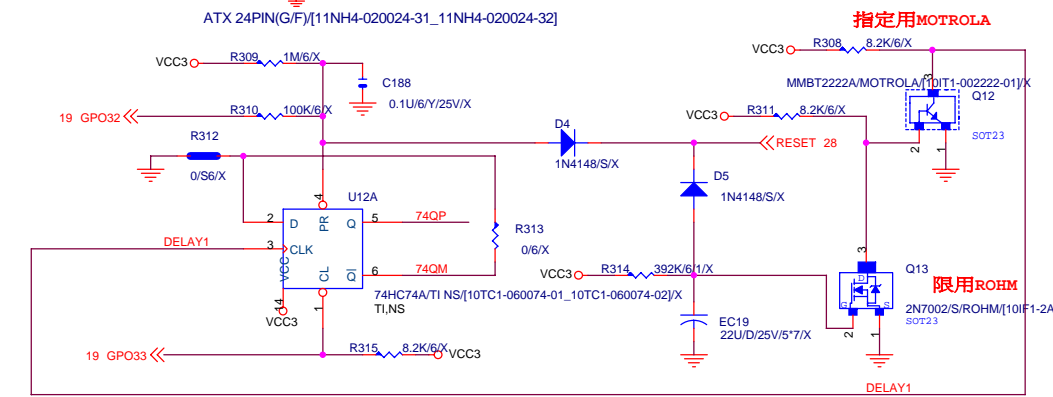 ATX 24PIN(G/F)/[11NH4-020024-31_11NH4-020024-32]
指定用MOTROLA
VCC3
R309
1M/6/X
VCC3
R308
8.2K/6/X
C188
0.1U/6/Y/25V/X
MMBT2222A/MOTROLA/[10IT1-002222-01]/X
3
Q12
19 GPO32
R310
100K/6/X
VCC3
R311
8.2K/6/X
SOT23
R312
0/S6/X
D4
1N4148/S/X
RESET 28
2
1
D5
1N4148/S/X
4
U12A
2
D
PR
Q
5
74QP
R313
0/6/X
DELAY1
3
CLK
VCC
CL
QI
6
74QM
VCC3
R314
392K/6/1/X
3
Q13
限用ROHM
D
G
S
74HC74A/TI NS/[10TC1-060074-01_10TC1-060074-02]/X
TI,NS
14
VCC3
1
EC19
22U/D/25V/5*7/X
2N7002/S/ROHM/[10IF1-2A
SOT23
2
1
19 GPO33
R315
8.2K/6/X
VCC3
DELAY1